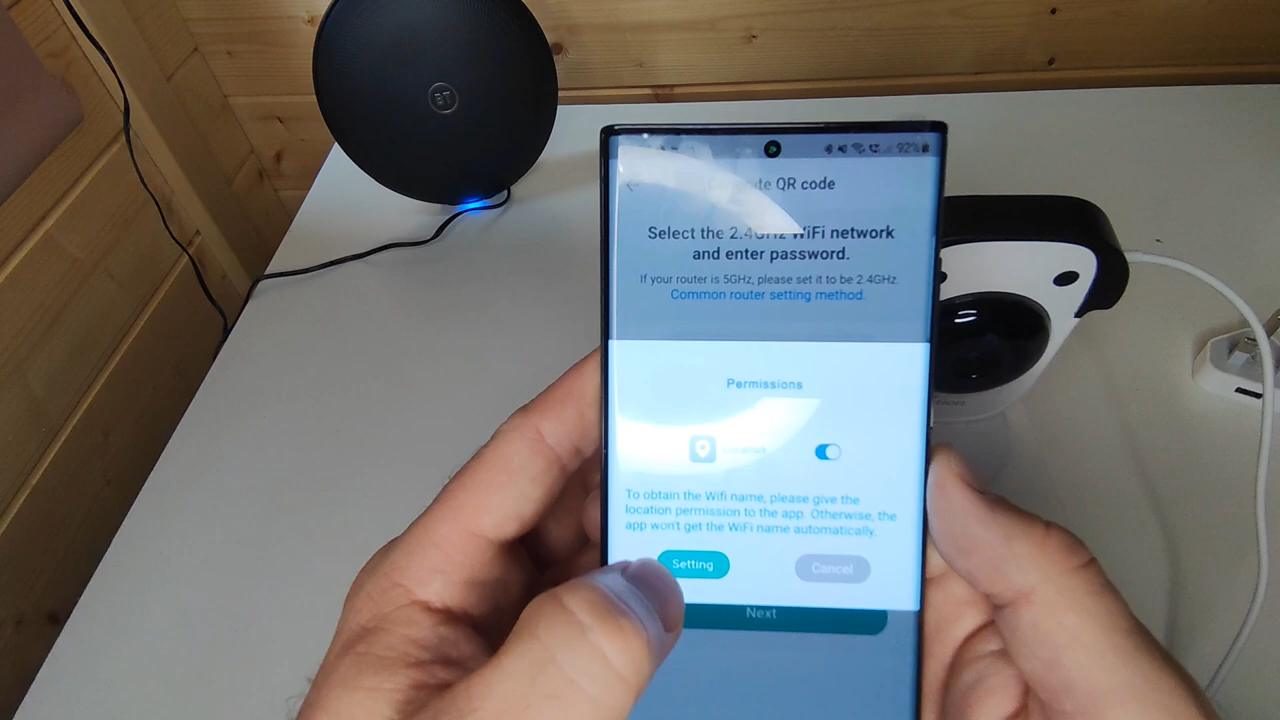 BT
92%
QR code
Select the 2.4GHz WiFi network
and enter password.
If your router is 5GHz, please set it to be 2.4GHz.
Common router setting method.
Permissions
To obtain the Wifi name, please give the
location permission to the app. Otherwise, the
app won't get the WiFi name automatically.
Setting
Cancel
Next